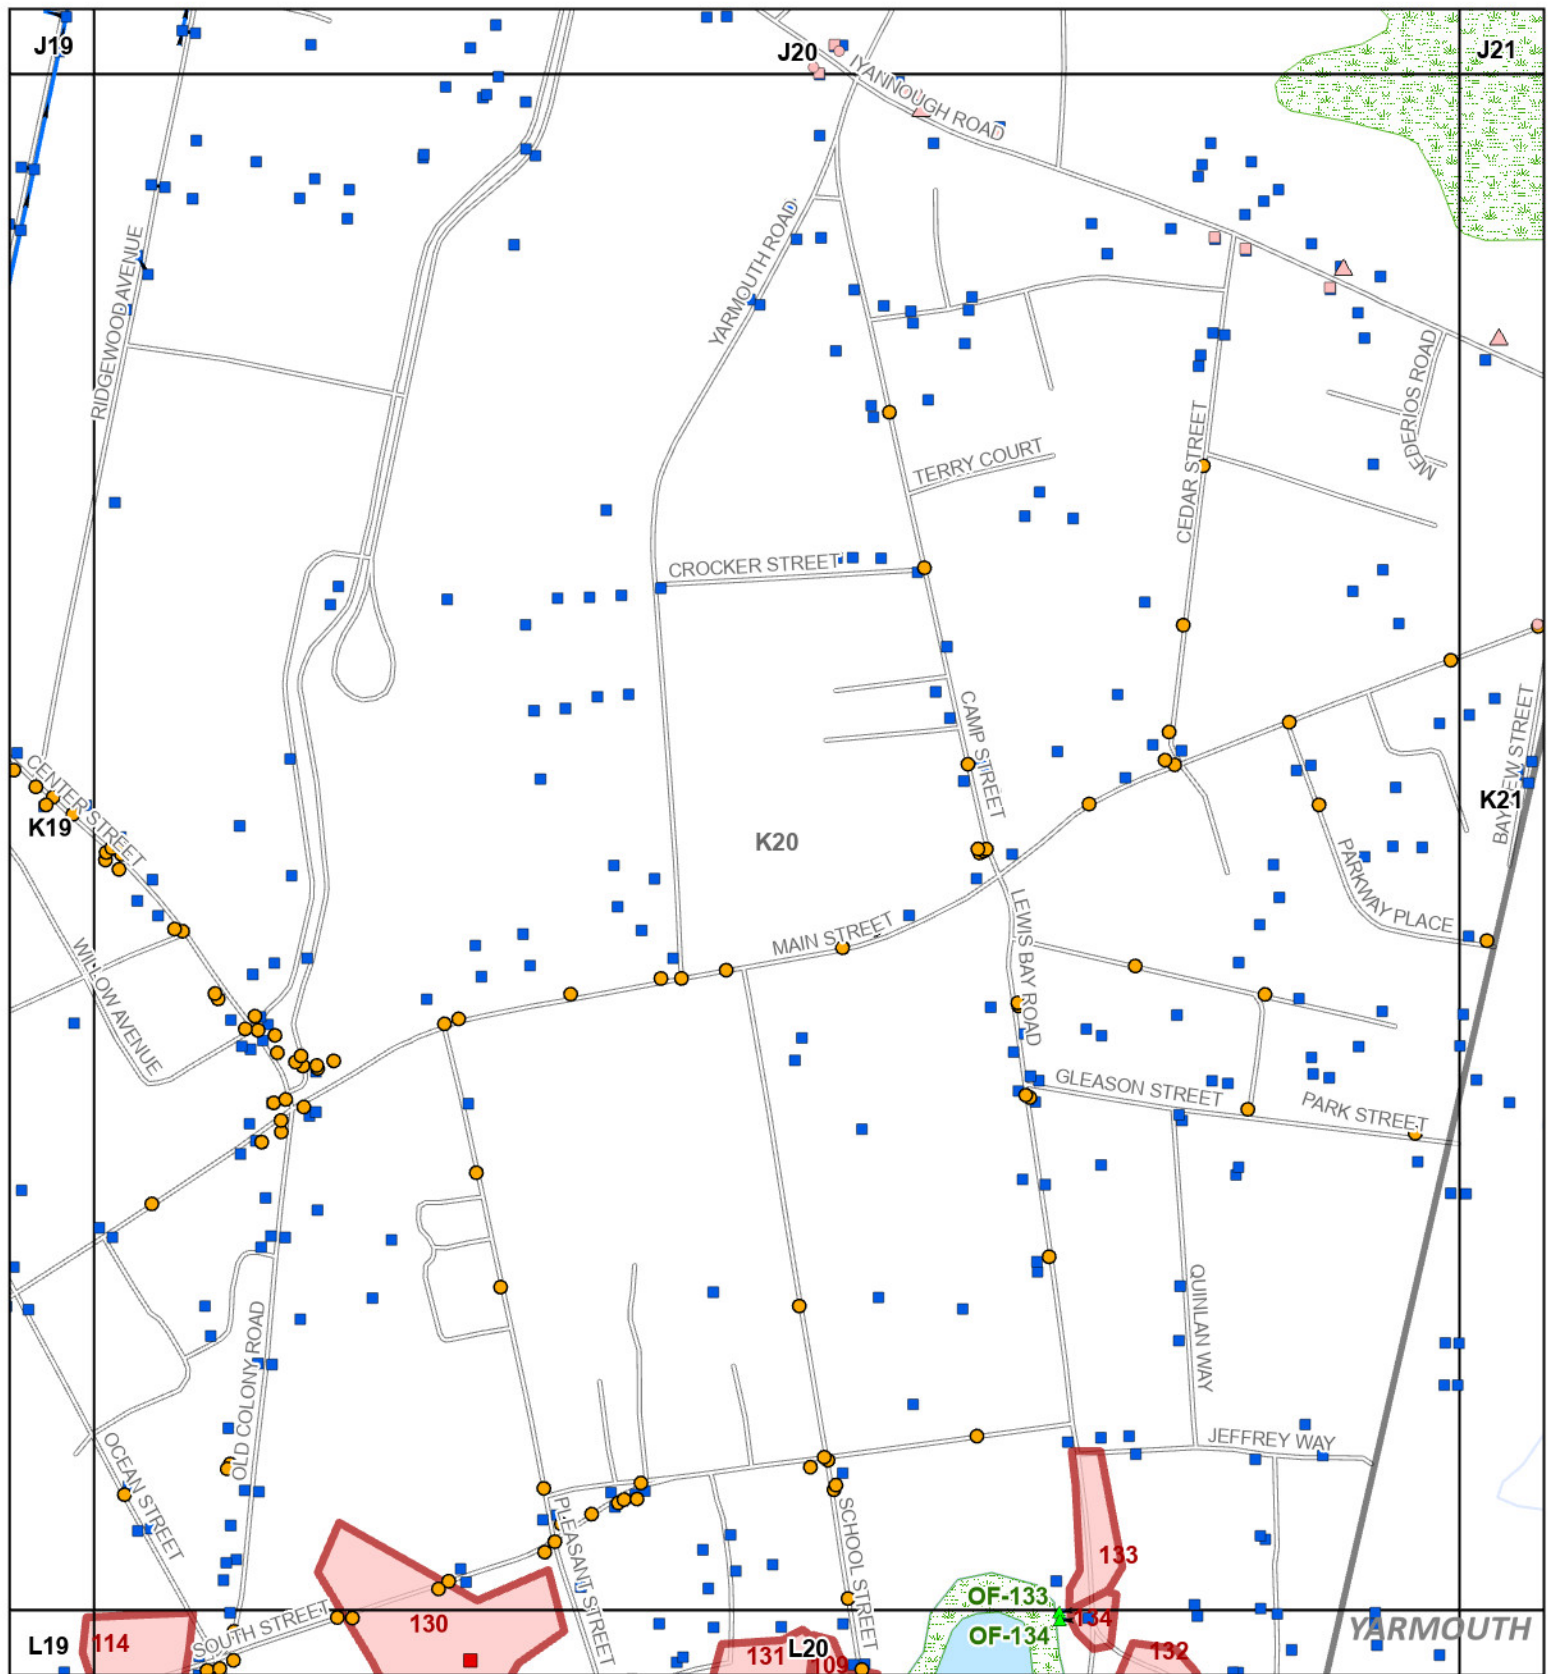 J19
J20
J21
IYANNOUGH ROAD
RIDGEWOOD AVENUE
YARMOUTH ROAD
MEDERIOS ROAD
CEDAR STREET
TERRY COURT
CROCKER STREET
CAMP STREET
BAYVIEW STREET
CENTER STREET
K19
K20
K21
PARKWAY PLACE
MAIN STREET
LEWIS BAY ROAD
WILLOW AVENUE
GLEASON STREET
PARK STREET
QUINLAN WAY
OLD COLONY ROAD
JEFFREY WAY
OCEAN STREET
PLEASANT STREET
SCHOOL STREET
133
OF-133
134
OF-134
SOUTH STREET
130
114
L19
131
L20
109
132
YARMOUTH